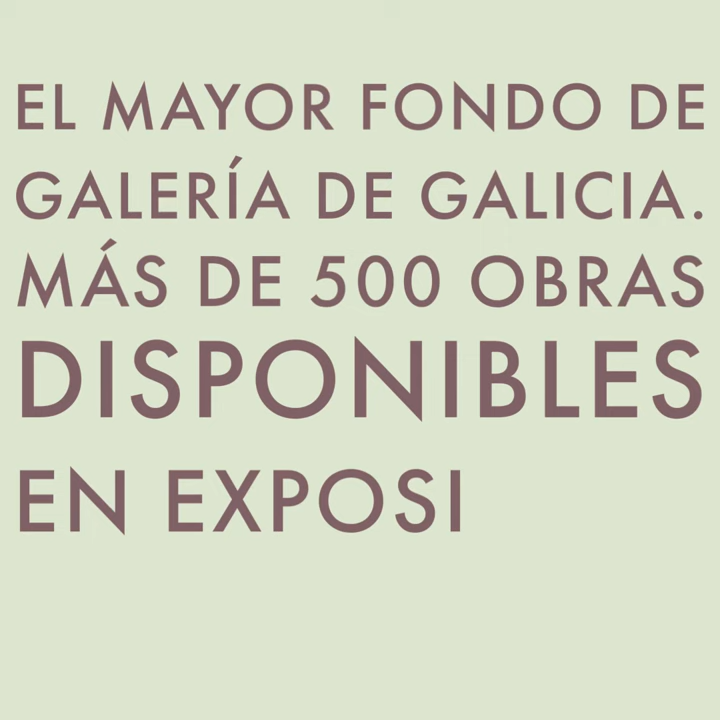 EL MAYOR FONDO DE
GALERÍA DE GALICIA.
MÁS DE 500 OBRAS
DISPONIBLES
EN EXPOSI